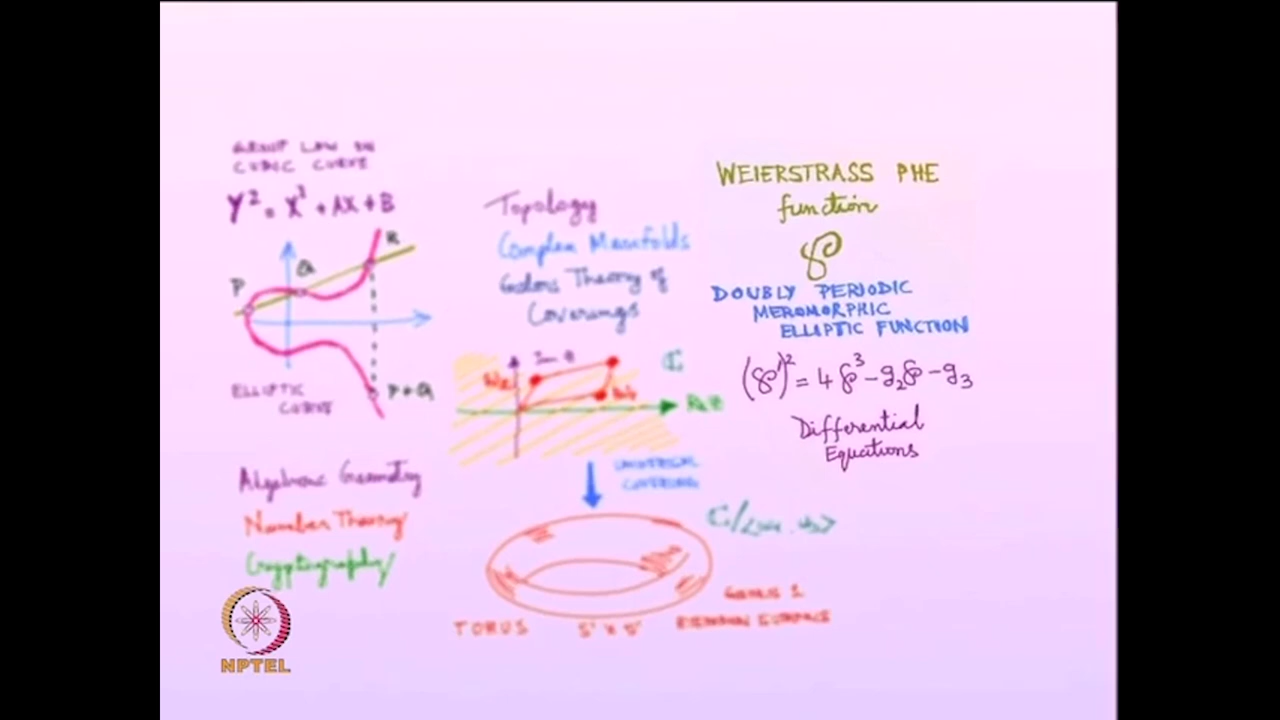 GROUP LAW ON
CUBIC CURVE
Y² = X³ + AX + B
R
Q
P
P+Q
ELLIPTIC
CURVE
Algebraic Geometry
Number Theory
Cryptography
Topology
Complex Manifolds
Galois Theory of
Coverings
ℂ
UNIVERSAL
COVERING
TORUS S¹ × S¹
GENUS 1
RIEMANN SURFACE
WEIERSTRASS PHE
function
℘
DOUBLY PERIODIC
MEROMORPHIC
ELLIPTIC FUNCTION
(℘')² = 4℘³ - g₂℘ - g₃
Differential
Equations
NPTEL